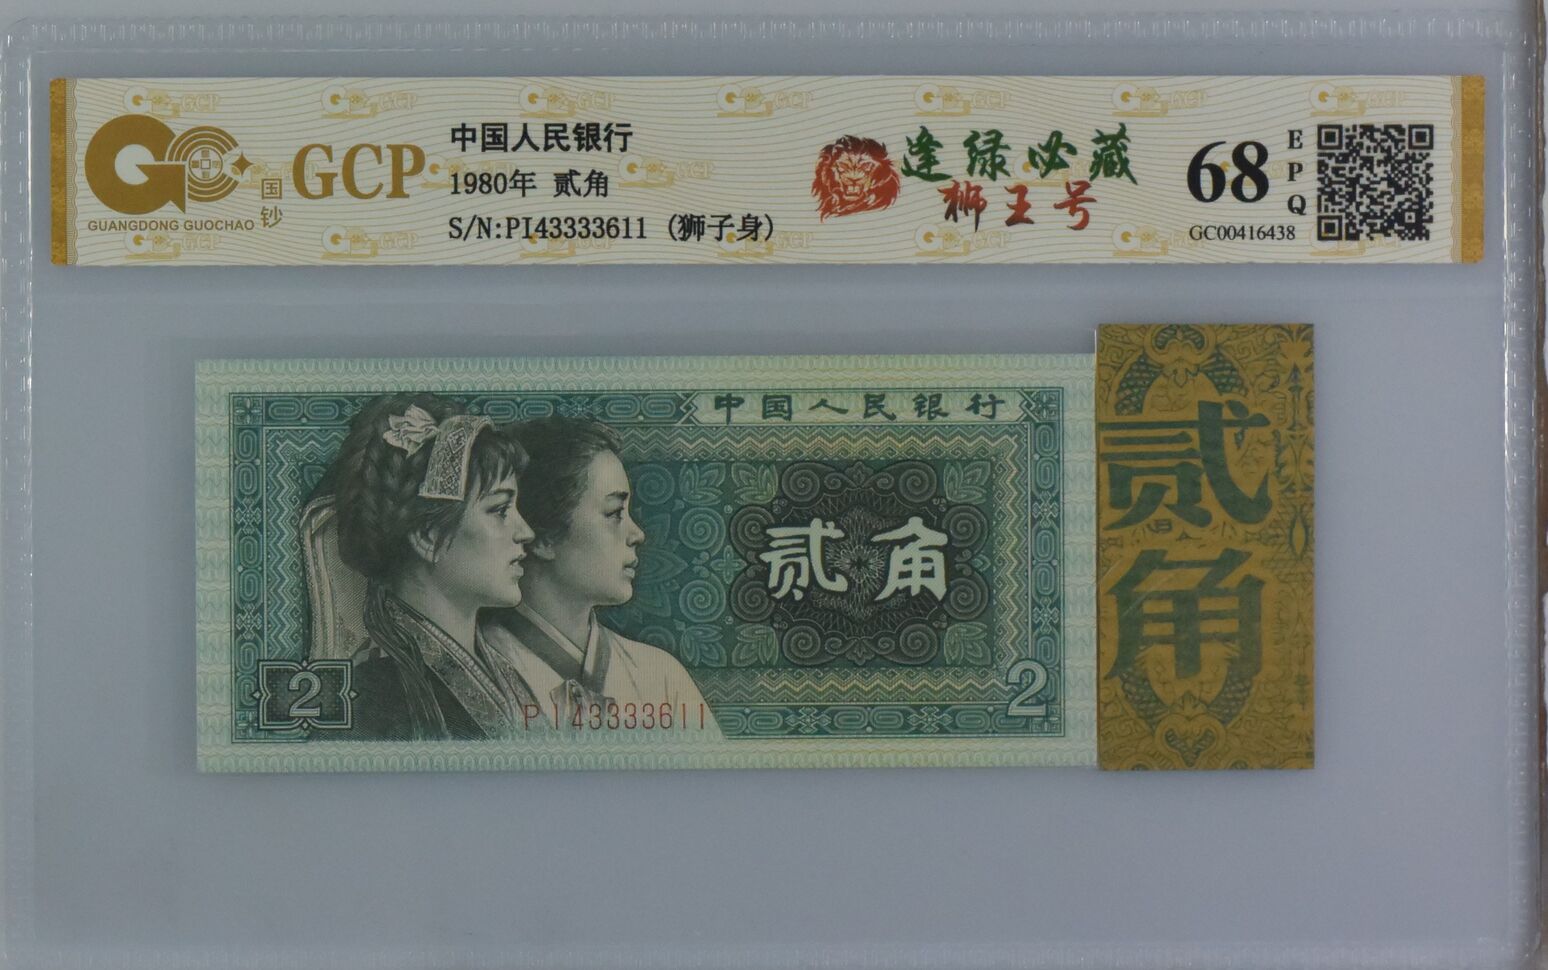 GCP
国钞
GUANGDONG GUOCHAO
中国人民银行
1980年 贰角
S/N:PI43333611 (狮子身)
逢绿必藏
狮王号
68
EPQ
GC00416438
中国人民银行
贰角
2
2
PI43333611
贰角